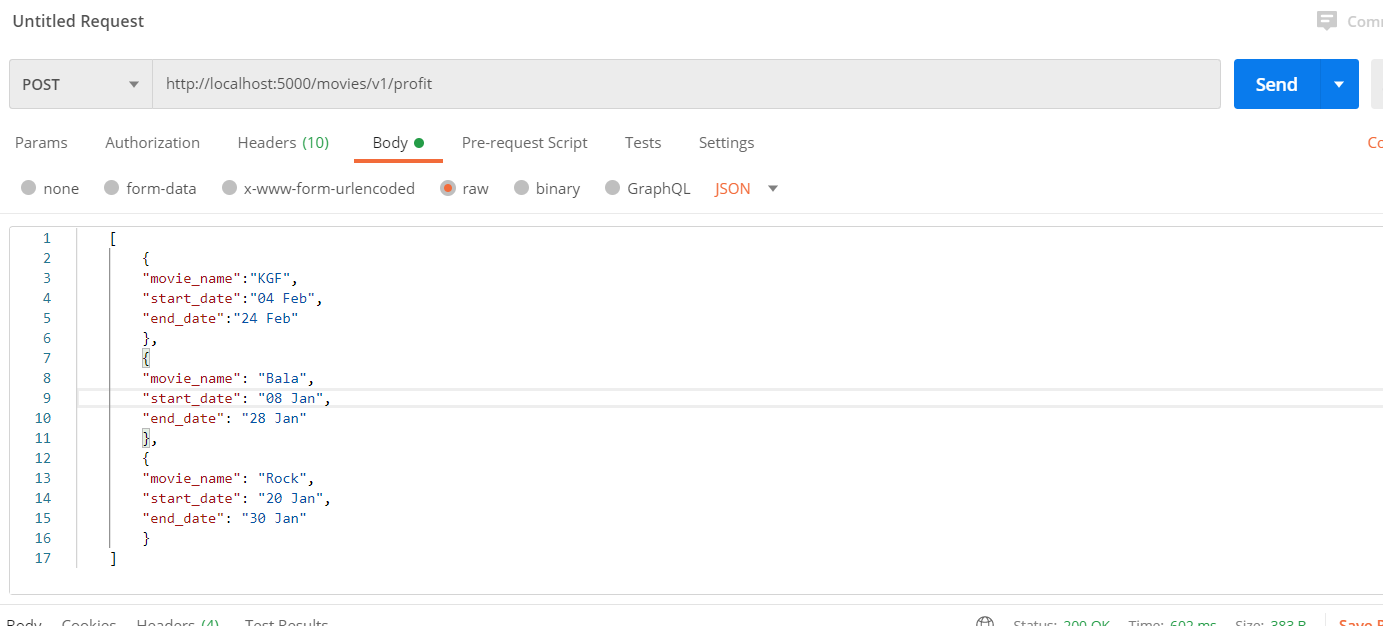 Untitled Request
Comm
POST http://localhost:5000/movies/v1/profit Send
Params Authorization Headers (10) Body Pre-request Script Tests Settings Co
none form-data x-www-form-urlencoded raw binary GraphQL JSON
1 [
2 {
3 "movie_name":"KGF",
4 "start_date":"04 Feb",
5 "end_date":"24 Feb"
6 },
7 {
8 "movie_name": "Bala",
9 "start_date": "08 Jan",
10 "end_date": "28 Jan"
11 },
12 {
13 "movie_name": "Rock",
14 "start_date": "20 Jan",
15 "end_date": "30 Jan"
16 }
17 ]
Body Cookies Headers (4) Test Results Status: 200 OK Time: 602 ms Size: 383 B Save